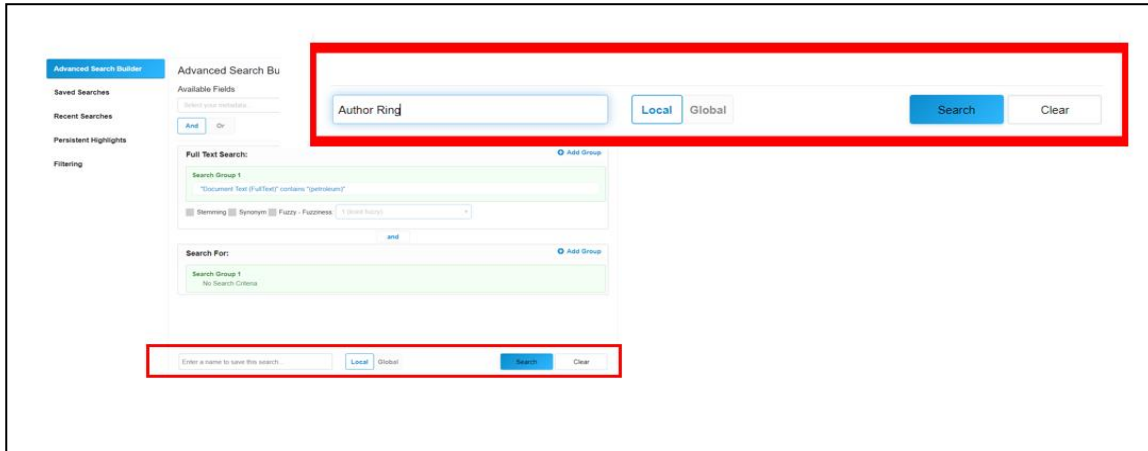 Advanced Search Builder
Saved Searches
Recent Searches
Persistent Highlights
Filtering
Advanced Search Bu
Available Fields
Select your metadata...
And Or
Full Text Search:
Add Group
Search Group 1
"Document Text (FullText)" contains "(petroleum)"
Stemming Synonym Fuzzy - Fuzziness
and
Search For:
Add Group
Search Group 1
No Search Criteria
Enter a name to save this search...
Local Global
Search Clear
Author Ring
Local Global
Search Clear